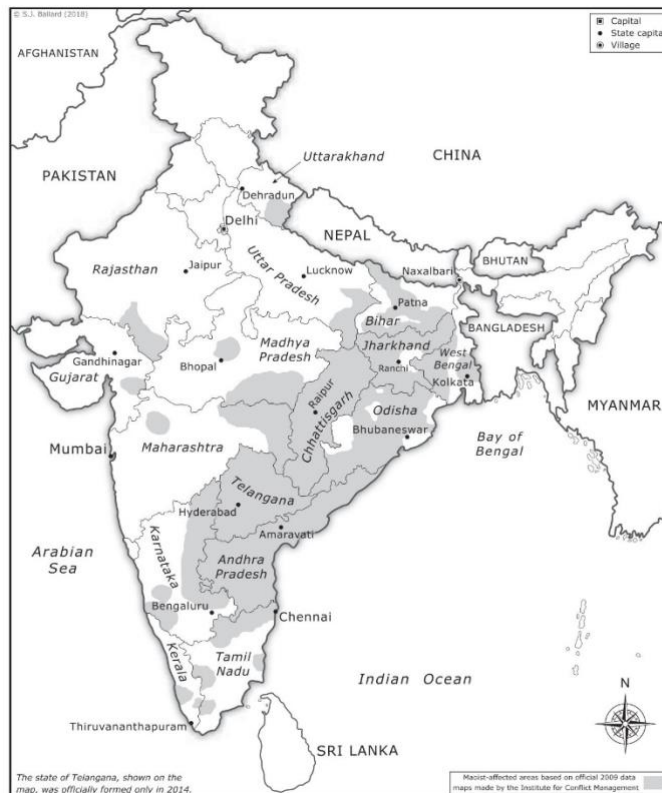 © S.J. Ballard (2018)
Capital
State capital
Village
AFGHANISTAN
PAKISTAN
CHINA
Uttarakhand
Dehradun
Delhi
NEPAL
BHUTAN
Rajasthan
Jaipur
Uttar Pradesh
Lucknow
Naxalbari
Patna
Bihar
BANGLADESH
Gandhinagar
Gujarat
Bhopal
Madhya
Pradesh
Jharkhand
Ranchi
West
Bengal
Kolkata
MYANMAR
Raipur
Chhattisgarh
Odisha
Bhubaneswar
Bay of
Bengal
Mumbai
Maharashtra
Telangana
Hyderabad
Amaravati
Arabian
Sea
Karnataka
Andhra
Pradesh
Bengaluru
Chennai
Kerala
Tamil
Nadu
Indian Ocean
N
Thiruvananthapuram
SRI LANKA
The state of Telangana, shown on the
map, was officially formed only in 2014.
Maoist-affected areas based on official 2009 data
maps made by the Institute for Conflict Management